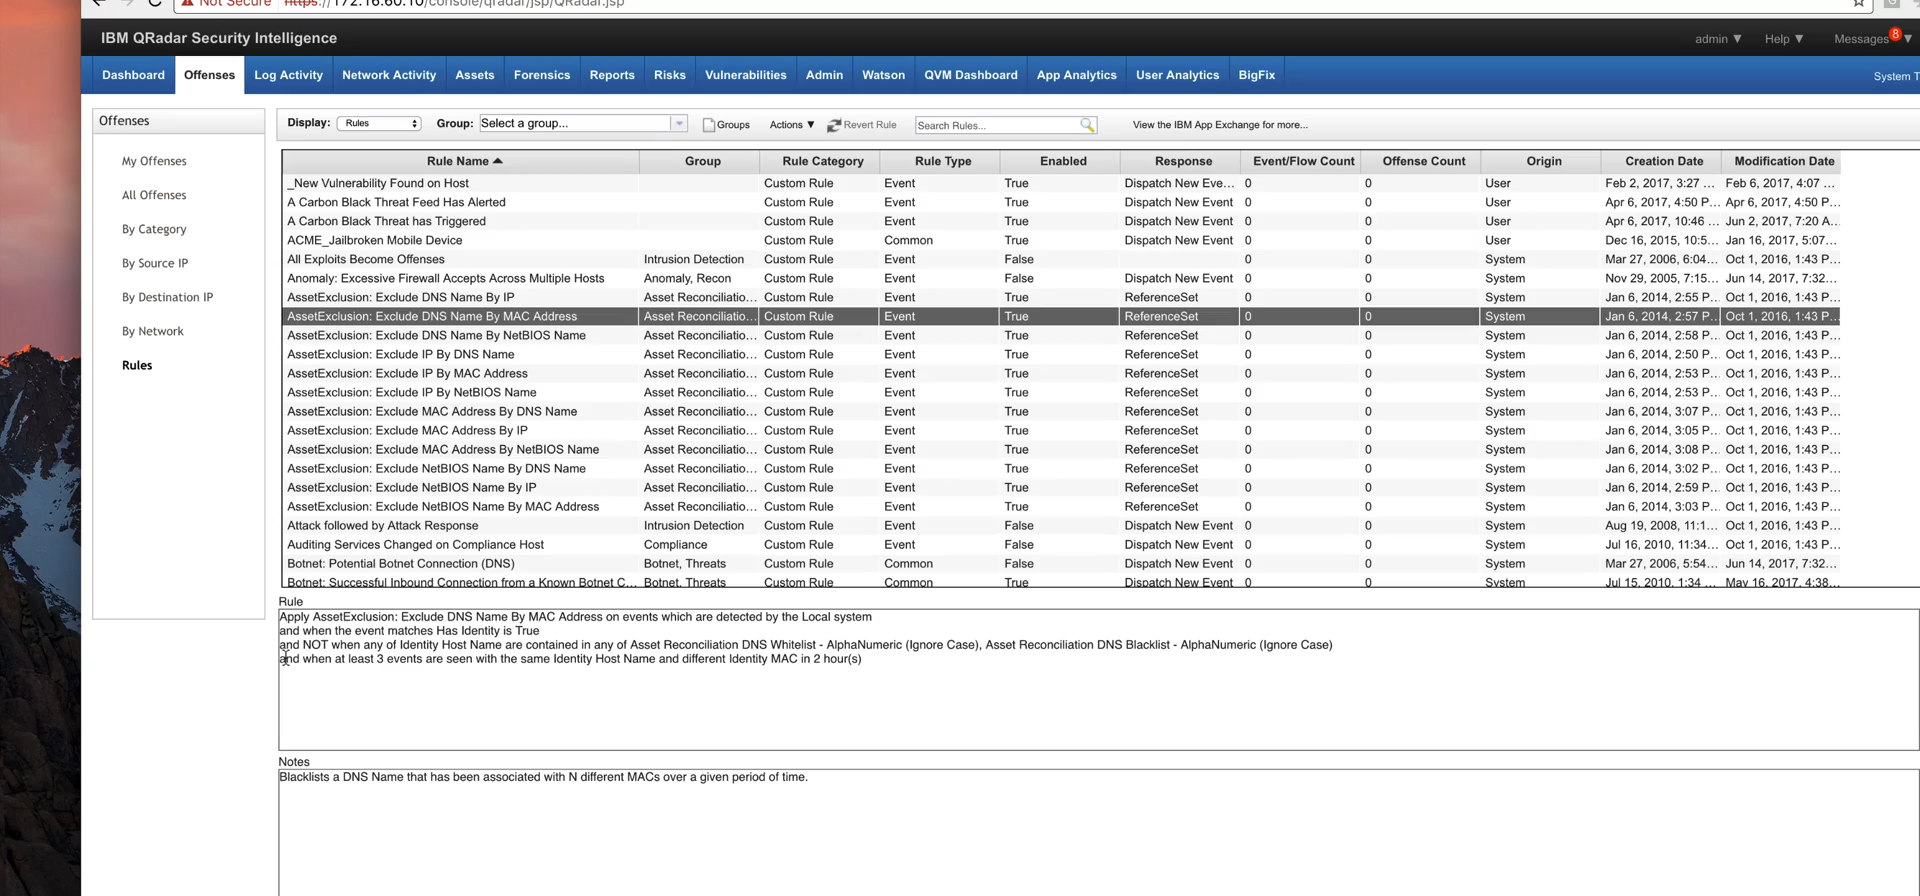 Not Secure https://172.16.60.10/console/qradar/jsp/QRadar.jsp
IBM QRadar Security Intelligence
admin ▼ Help ▼ Messages 8 ▼
Dashboard Offenses Log Activity Network Activity Assets Forensics Reports Risks Vulnerabilities Admin Watson QVM Dashboard App Analytics User Analytics BigFix System T
Offenses
My Offenses
All Offenses
By Category
By Source IP
By Destination IP
By Network
Rules
Display: Rules Group: Select a group... Groups Actions ▼ Revert Rule Search Rules... View the IBM App Exchange for more...
Rule Name Group Rule Category Rule Type Enabled Response Event/Flow Count Offense Count Origin Creation Date Modification Date
_New Vulnerability Found on Host Custom Rule Event True Dispatch New Eve... 0 0 User Feb 2, 2017, 3:27 ... Feb 6, 2017, 4:07 ...
A Carbon Black Threat Feed Has Alerted Custom Rule Event True Dispatch New Event 0 0 User Apr 6, 2017, 4:50 P... Apr 6, 2017, 4:50 P...
A Carbon Black Threat has Triggered Custom Rule Event True Dispatch New Event 0 0 User Apr 6, 2017, 10:46 ... Jun 2, 2017, 7:20 A...
ACME_Jailbroken Mobile Device Custom Rule Common True Dispatch New Event 0 0 User Dec 16, 2015, 10:5... Jan 16, 2017, 5:07...
All Exploits Become Offenses Intrusion Detection Custom Rule Event False 0 0 System Mar 27, 2006, 6:04... Oct 1, 2016, 1:43 P...
Anomaly: Excessive Firewall Accepts Across Multiple Hosts Anomaly, Recon Custom Rule Event False Dispatch New Event 0 0 System Nov 29, 2005, 7:15... Jun 14, 2017, 7:32...
AssetExclusion: Exclude DNS Name By IP Asset Reconciliatio... Custom Rule Event True ReferenceSet 0 0 System Jan 6, 2014, 2:55 P... Oct 1, 2016, 1:43 P...
AssetExclusion: Exclude DNS Name By MAC Address Asset Reconciliatio... Custom Rule Event True ReferenceSet 0 0 System Jan 6, 2014, 2:57 P... Oct 1, 2016, 1:43 P...
AssetExclusion: Exclude DNS Name By NetBIOS Name Asset Reconciliatio... Custom Rule Event True ReferenceSet 0 0 System Jan 6, 2014, 2:58 P... Oct 1, 2016, 1:43 P...
AssetExclusion: Exclude IP By DNS Name Asset Reconciliatio... Custom Rule Event True ReferenceSet 0 0 System Jan 6, 2014, 2:50 P... Oct 1, 2016, 1:43 P...
AssetExclusion: Exclude IP By MAC Address Asset Reconciliatio... Custom Rule Event True ReferenceSet 0 0 System Jan 6, 2014, 2:53 P... Oct 1, 2016, 1:43 P...
AssetExclusion: Exclude IP By NetBIOS Name Asset Reconciliatio... Custom Rule Event True ReferenceSet 0 0 System Jan 6, 2014, 2:53 P... Oct 1, 2016, 1:43 P...
AssetExclusion: Exclude MAC Address By DNS Name Asset Reconciliatio... Custom Rule Event True ReferenceSet 0 0 System Jan 6, 2014, 3:07 P... Oct 1, 2016, 1:43 P...
AssetExclusion: Exclude MAC Address By IP Asset Reconciliatio... Custom Rule Event True ReferenceSet 0 0 System Jan 6, 2014, 3:05 P... Oct 1, 2016, 1:43 P...
AssetExclusion: Exclude MAC Address By NetBIOS Name Asset Reconciliatio... Custom Rule Event True ReferenceSet 0 0 System Jan 6, 2014, 3:08 P... Oct 1, 2016, 1:43 P...
AssetExclusion: Exclude NetBIOS Name By DNS Name Asset Reconciliatio... Custom Rule Event True ReferenceSet 0 0 System Jan 6, 2014, 3:02 P... Oct 1, 2016, 1:43 P...
AssetExclusion: Exclude NetBIOS Name By IP Asset Reconciliatio... Custom Rule Event True ReferenceSet 0 0 System Jan 6, 2014, 2:59 P... Oct 1, 2016, 1:43 P...
AssetExclusion: Exclude NetBIOS Name By MAC Address Asset Reconciliatio... Custom Rule Event True ReferenceSet 0 0 System Jan 6, 2014, 3:03 P... Oct 1, 2016, 1:43 P...
Attack followed by Attack Response Intrusion Detection Custom Rule Event False Dispatch New Event 0 0 System Aug 19, 2008, 11:1... Oct 1, 2016, 1:43 P...
Auditing Services Changed on Compliance Host Compliance Custom Rule Event False Dispatch New Event 0 0 System Jul 16, 2010, 11:34... Oct 1, 2016, 1:43 P...
Botnet: Potential Botnet Connection (DNS) Botnet, Threats Custom Rule Common False Dispatch New Event 0 0 System Mar 27, 2006, 5:54... Jun 14, 2017, 7:32...
Botnet: Successful Inbound Connection from a Known Botnet C... Botnet, Threats Custom Rule Common True Dispatch New Event 0 0 System Jul 15, 2010, 1:34 ... May 16, 2017, 4:38...
Rule
Apply AssetExclusion: Exclude DNS Name By MAC Address on events which are detected by the Local system
and when the event matches Has Identity is True
and NOT when any of Identity Host Name are contained in any of Asset Reconciliation DNS Whitelist - AlphaNumeric (Ignore Case), Asset Reconciliation DNS Blacklist - AlphaNumeric (Ignore Case)
and when at least 3 events are seen with the same Identity Host Name and different Identity MAC in 2 hour(s)
Notes
Blacklists a DNS Name that has been associated with N different MACs over a given period of time.